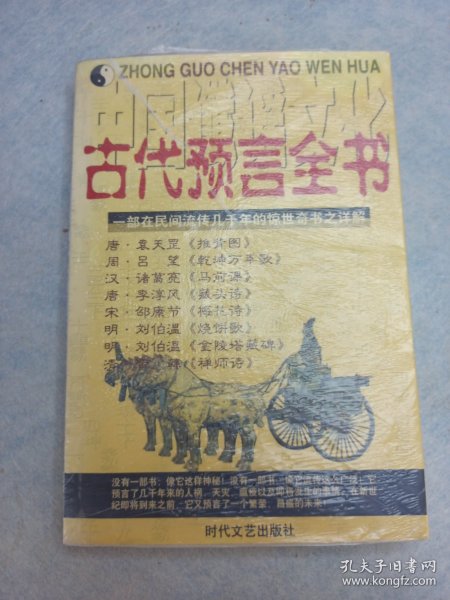 ZHONG GUO CHEN YAO WEN HUA
中国谶谣文化
古代预言全书
一部在民间流传几千年的惊世奇书之详解
唐·袁天罡《推背图》
周·吕 望《乾坤万年歌》
汉·诸葛亮《马前课》
唐·李淳风《藏头诗》
宋·邵康节《梅花诗》
明·刘伯温《烧饼歌》
明·刘伯温《金陵塔藏碑》
《禅师诗》
没有一部书，像它这样神秘！没有一部书，像它流传这么广泛！它
预言了几千年来的人祸、天灾、瘟疫以及即将发生的事情，在新世
纪即将到来之前，它又预言了一个繁荣、昌盛的未来！
时代文艺出版社
孔夫子旧书网
www.kongfz.com